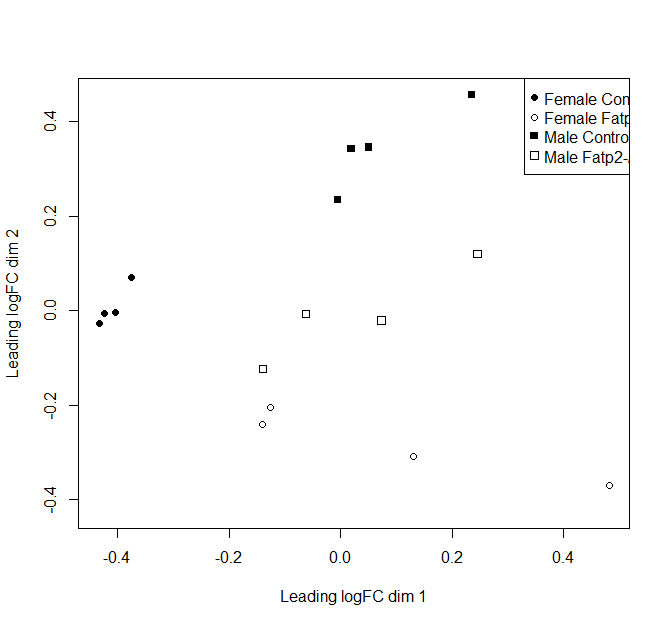 Female Con
Female Fatp
Male Contro
Male Fatp2-
0.4
0.2
0.0
-0.2
-0.4
Leading logFC dim 2
-0.4
-0.2
0.0
0.2
0.4
Leading logFC dim 1